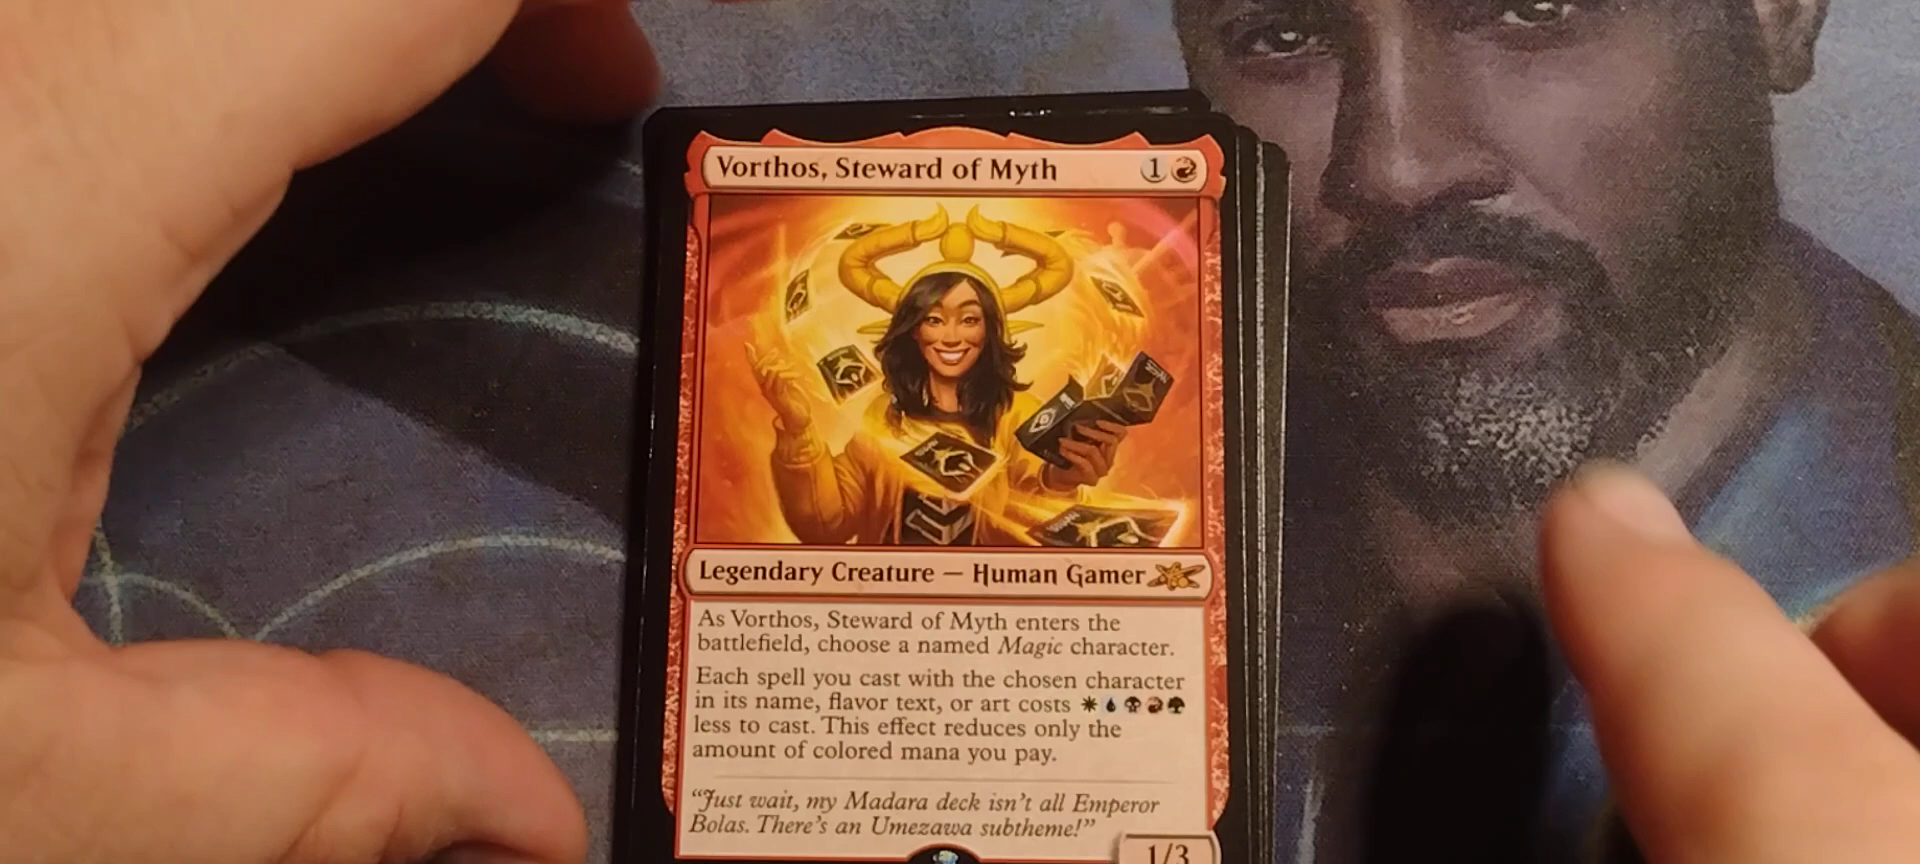 Vorthos, Steward of Myth 1
Legendary Creature — Human Gamer
As Vorthos, Steward of Myth enters the
battlefield, choose a named Magic character.
Each spell you cast with the chosen character
in its name, flavor text, or art costs
less to cast. This effect reduces only the
amount of colored mana you pay.
“Just wait, my Madara deck isn’t all Emperor
Bolas. There’s an Umezawa subtheme!”
1/3